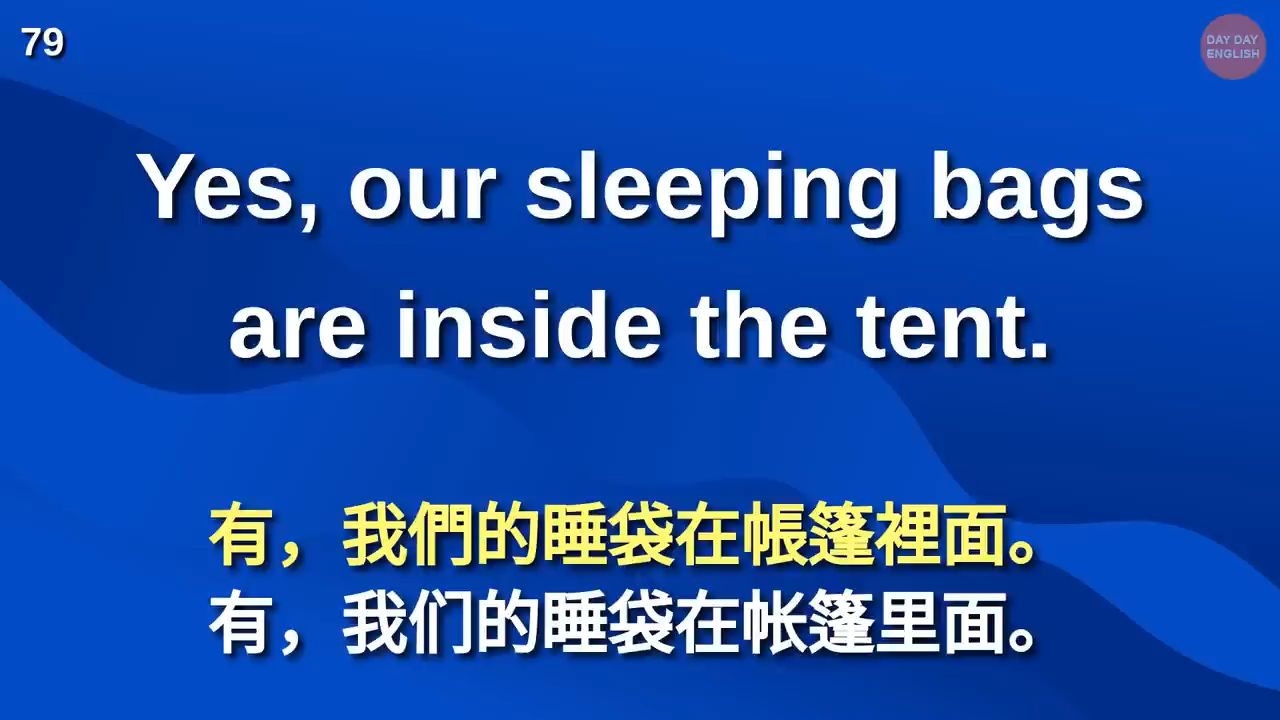 79
DAY DAY
ENGLISH
Yes, our sleeping bags
are inside the tent.
有，我們的睡袋在帳篷裡面。
有，我们的睡袋在帐篷里面。